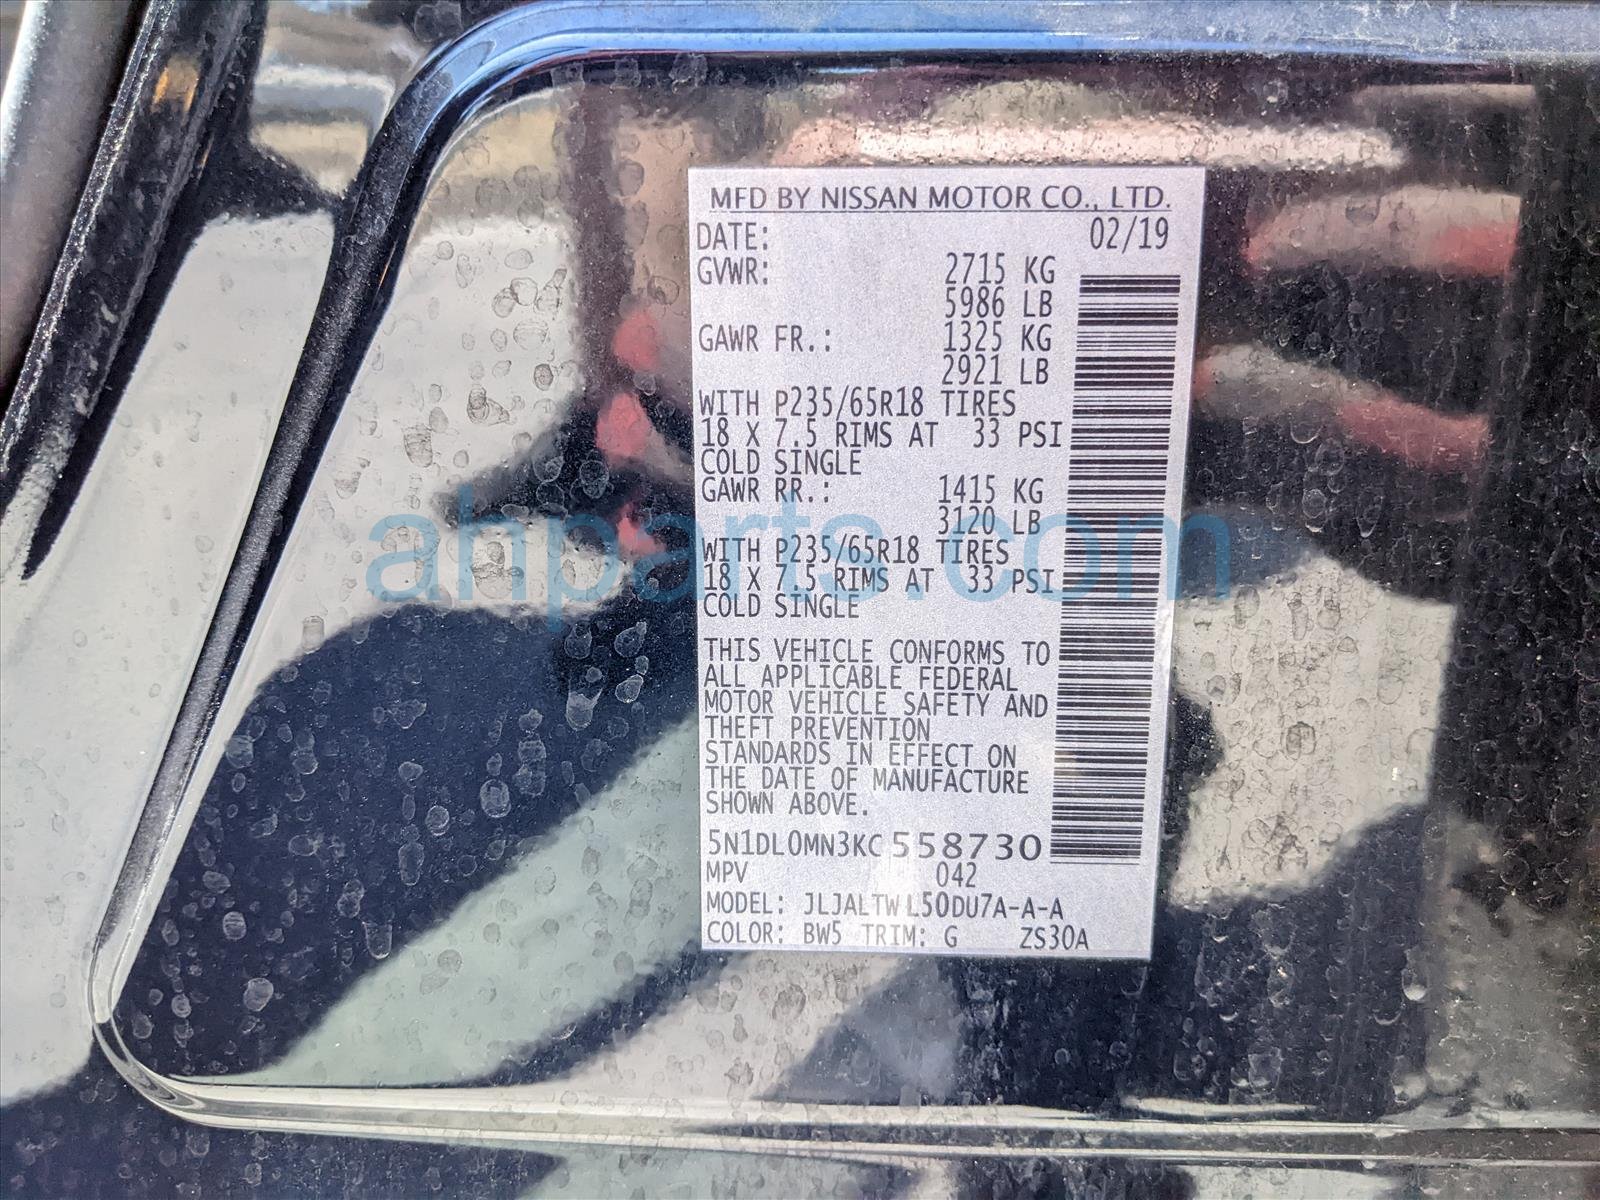 MFD BY NISSAN MOTOR CO., LTD.
DATE: 02/19
GVWR: 2715 KG
5986 LB
GAWR FR.: 1325 KG
2921 LB
WITH P235/65R18 TIRES
18 X 7.5 RIMS AT 33 PSI
COLD SINGLE
GAWR RR.: 1415 KG
3120 LB
WITH P235/65R18 TIRES
18 X 7.5 RIMS AT 33 PSI
COLD SINGLE
THIS VEHICLE CONFORMS TO
ALL APPLICABLE FEDERAL
MOTOR VEHICLE SAFETY AND
THEFT PREVENTION
STANDARDS IN EFFECT ON
THE DATE OF MANUFACTURE
SHOWN ABOVE.
5N1DL0MN3KC558730
MPV 042
MODEL: JLJALTWL50DU7A-A-A
COLOR: BW5 TRIM: G ZS30A
ahparts.com